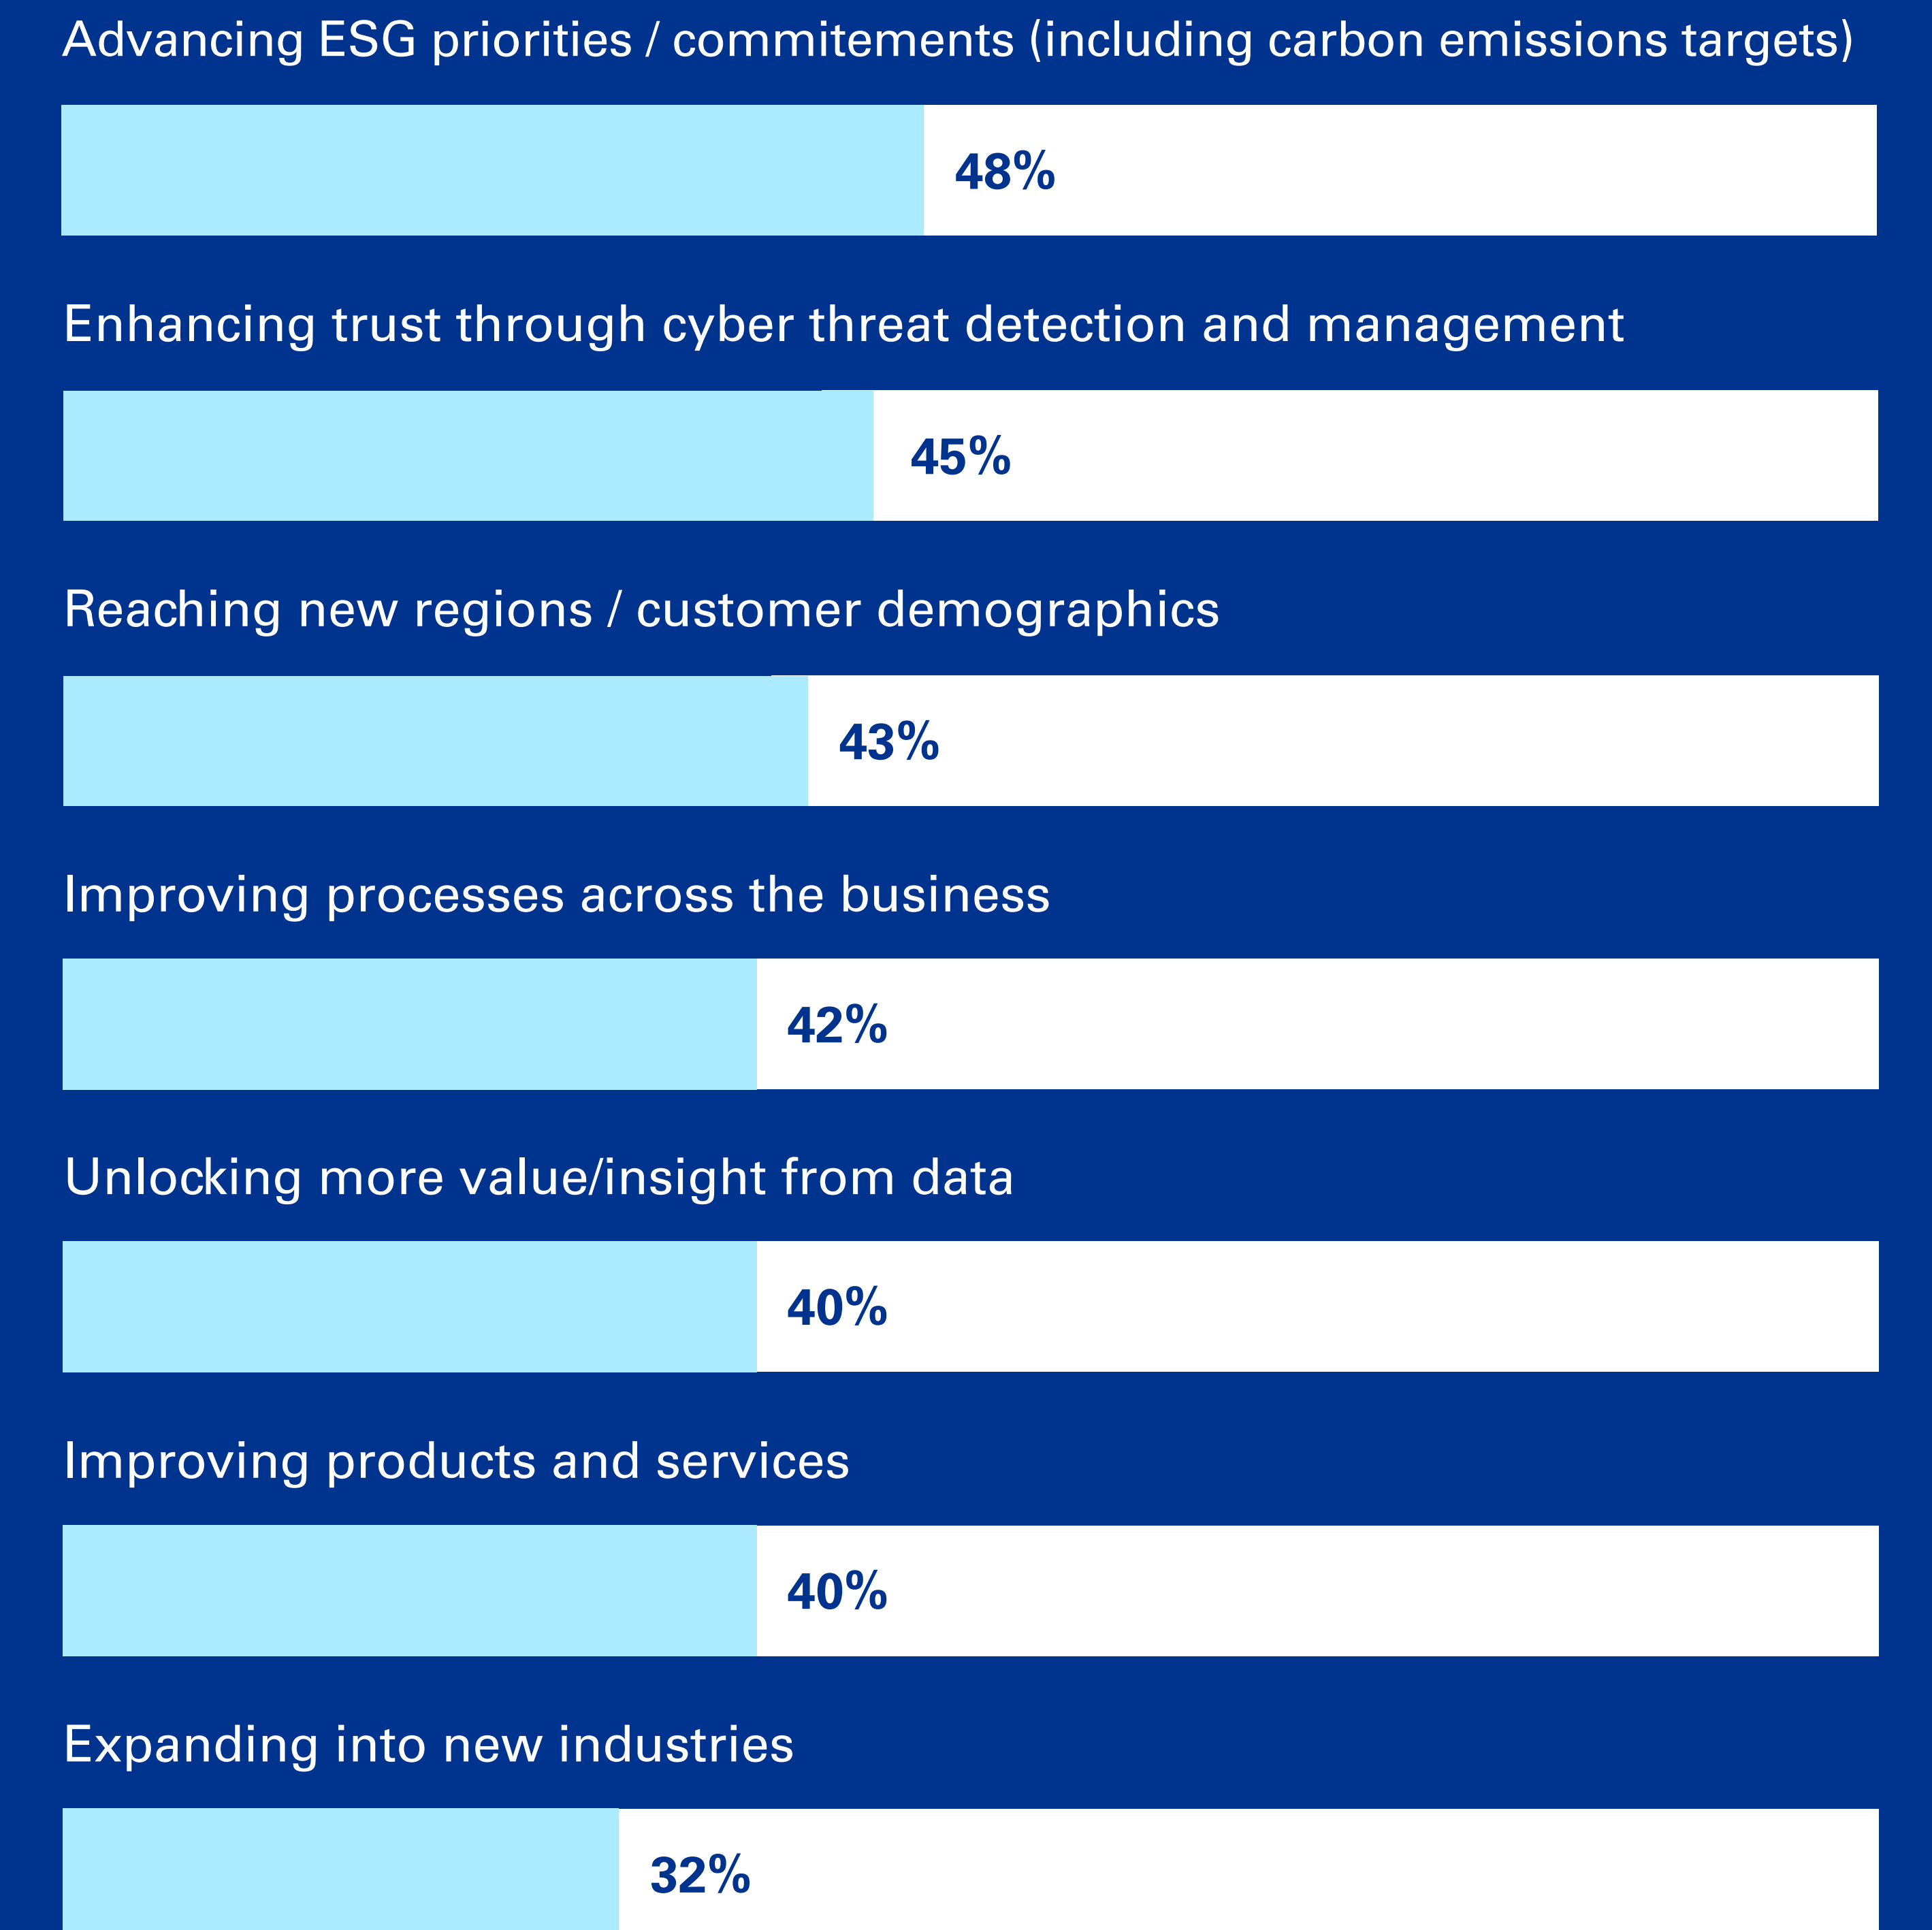 Advancing ESG priorities / commitements (including carbon emissions targets)
48%
Enhancing trust through cyber threat detection and management
45%
Reaching new regions / customer demographics
43%
Improving processes across the business
42%
Unlocking more value/insight from data
40%
Improving products and services
40%
Expanding into new industries
32%